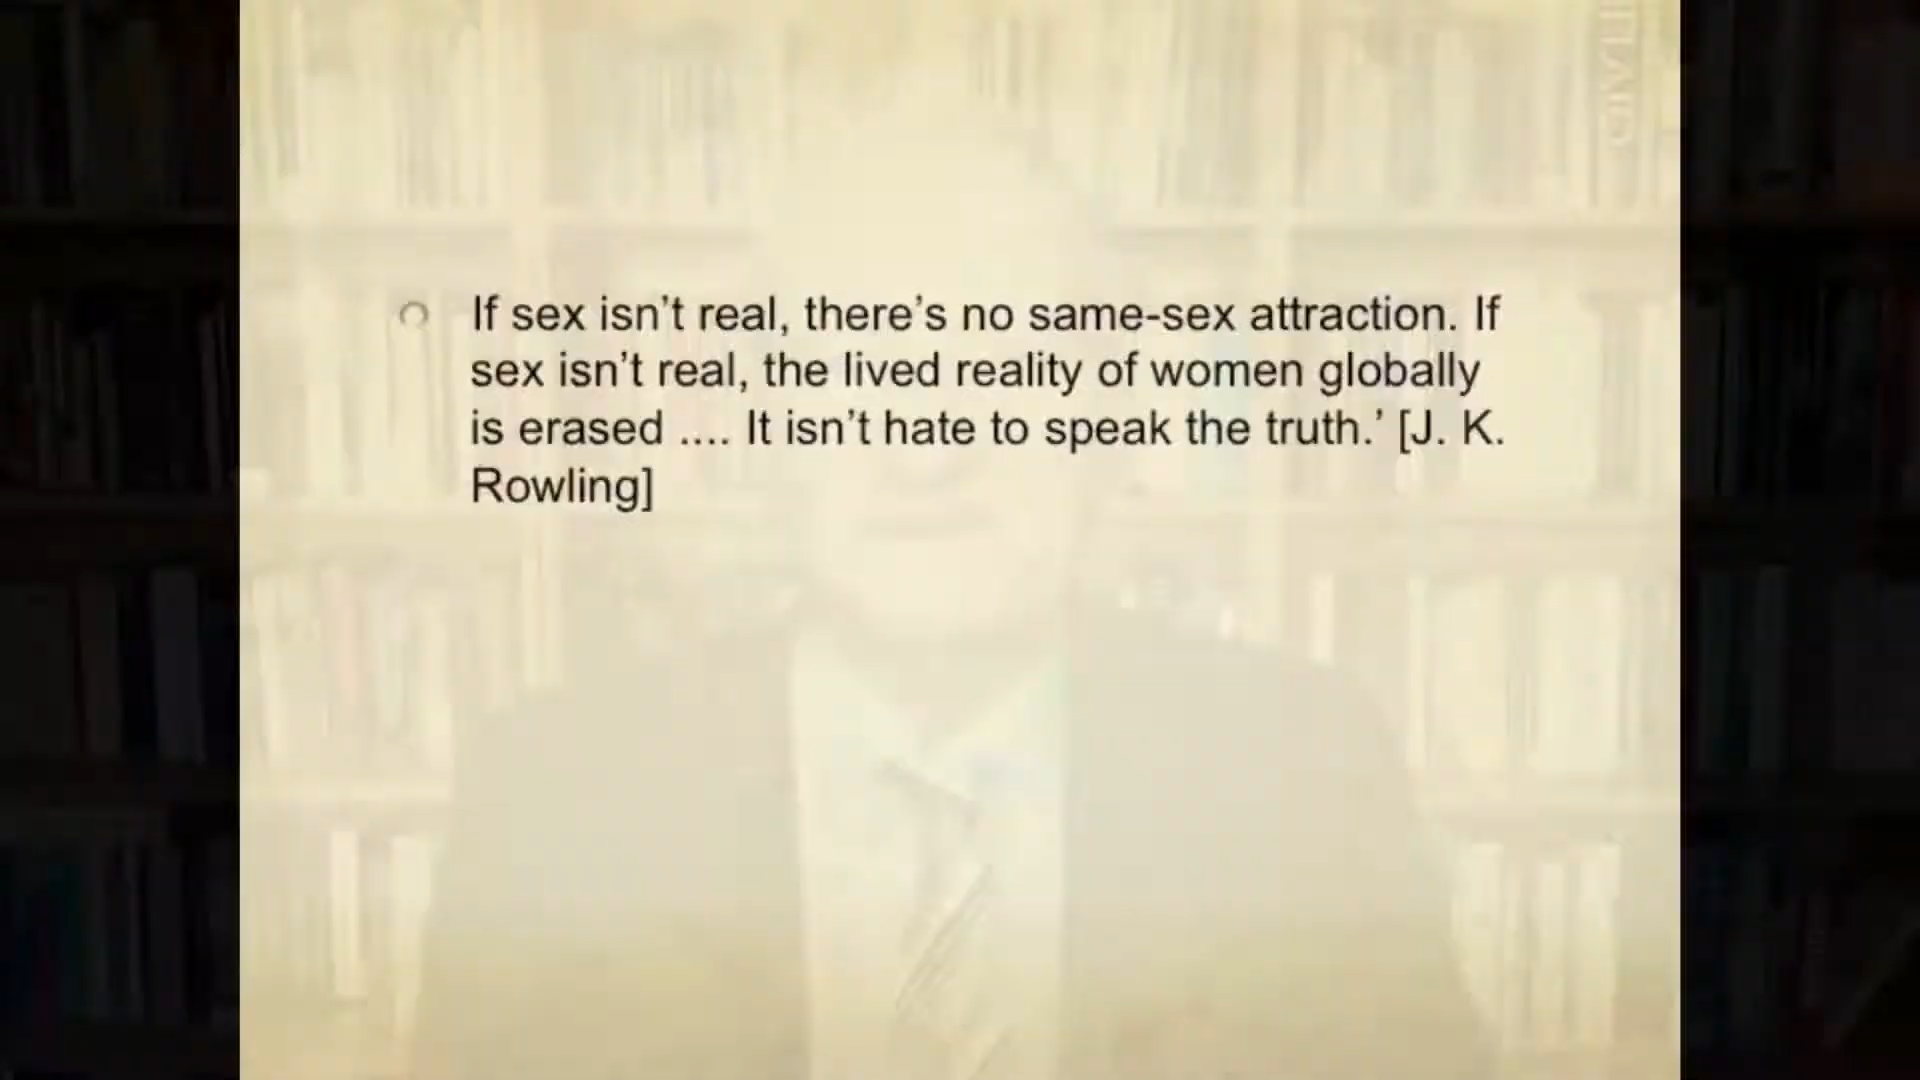 If sex isn’t real, there’s no same-sex attraction. If
sex isn’t real, the lived reality of women globally
is erased .... It isn’t hate to speak the truth.’ [J. K.
Rowling]